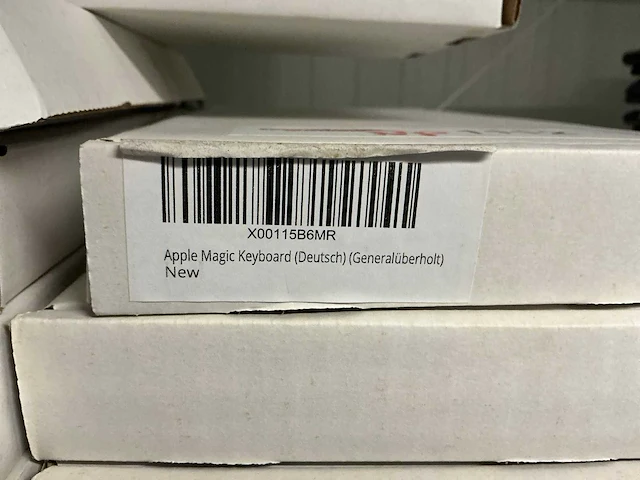 X00115B6MR
Apple Magic Keyboard (Deutsch) (Generalüberholt)
New